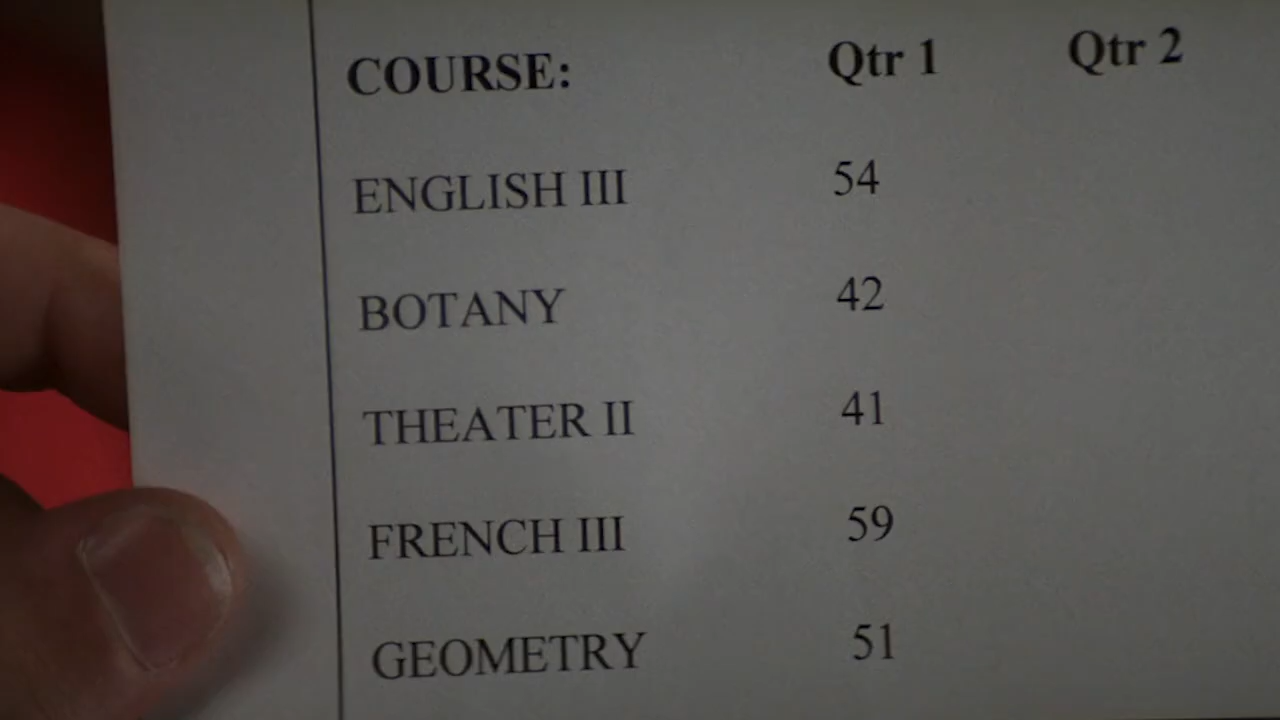 COURSE: Qtr 1 Qtr 2
ENGLISH III 54
BOTANY 42
THEATER II 41
FRENCH III 59
GEOMETRY 51